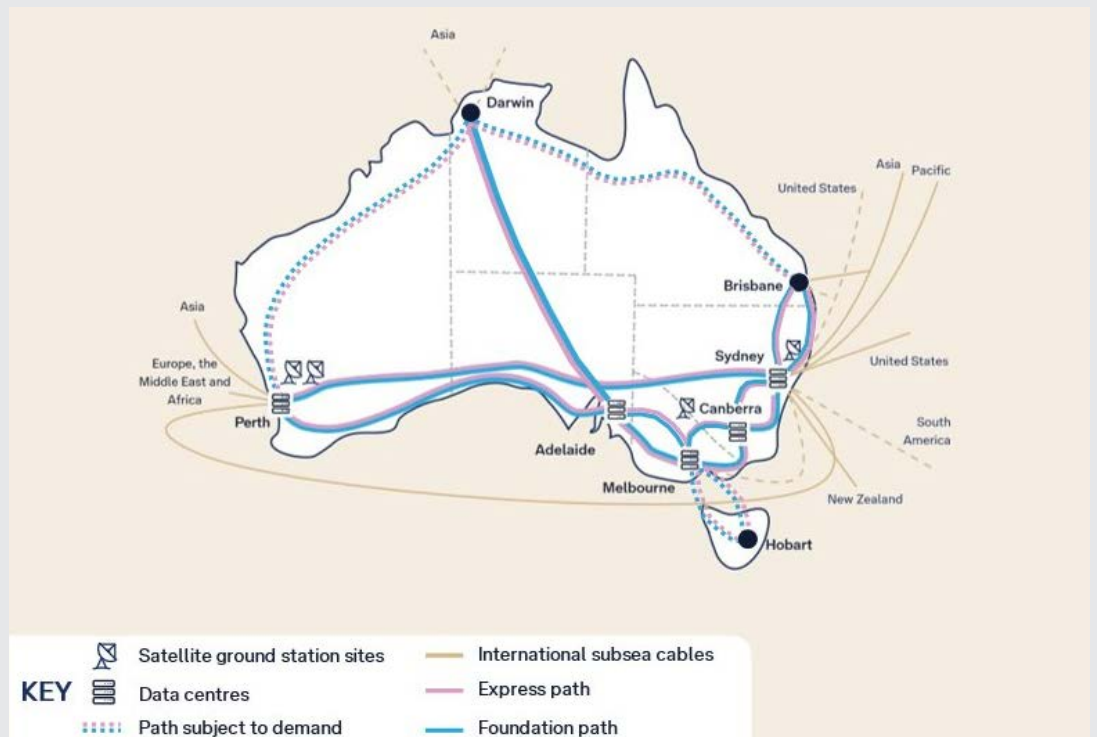 Asia
Darwin
Asia
Pacific
United States
Brisbane
Asia
Sydney
United States
Europe, the
Middle East and
Africa
Canberra
Perth
South
America
Adelaide
Melbourne
New Zealand
Hobart
KEY
Satellite ground station sites
International subsea cables
Data centres
Express path
Path subject to demand
Foundation path